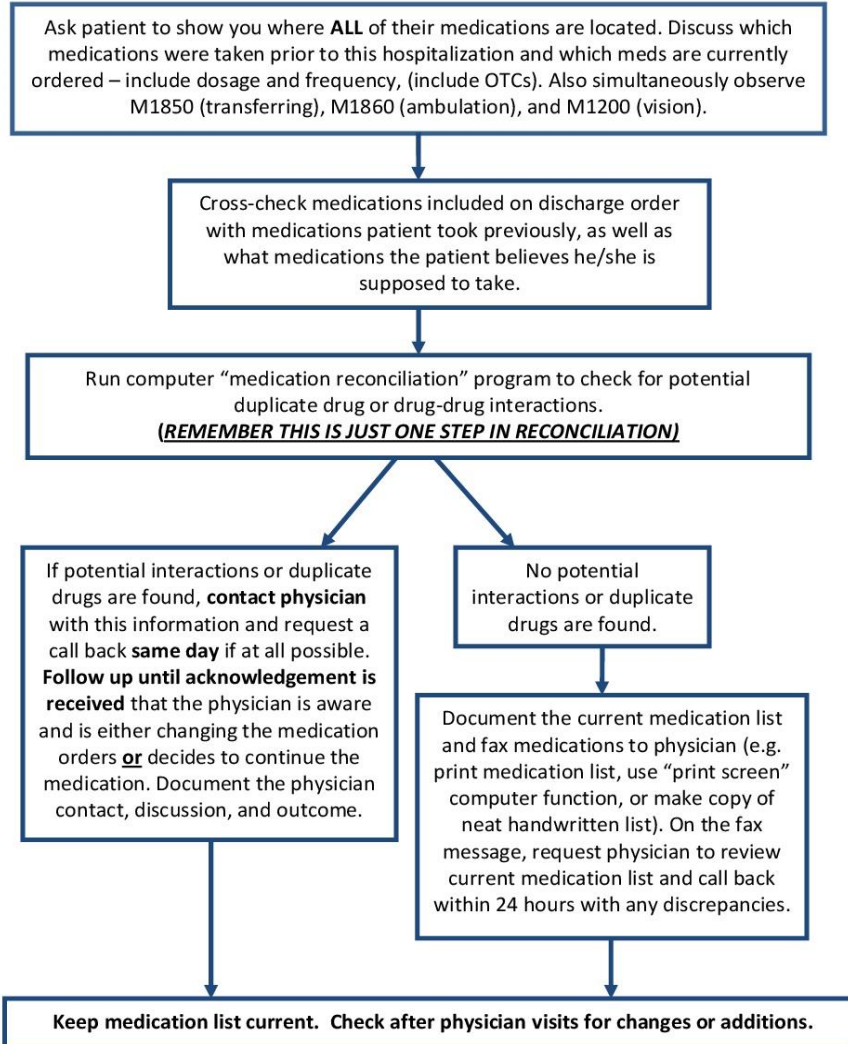 Ask patient to show you where ALL of their medications are located. Discuss which
medications were taken prior to this hospitalization and which meds are currently
ordered – include dosage and frequency, (include OTCs). Also simultaneously observe
M1850 (transferring), M1860 (ambulation), and M1200 (vision).
Cross-check medications included on discharge order
with medications patient took previously, as well as
what medications the patient believes he/she is
supposed to take.
Run computer “medication reconciliation” program to check for potential
duplicate drug or drug-drug interactions.
(REMEMBER THIS IS JUST ONE STEP IN RECONCILIATION)
If potential interactions or duplicate
drugs are found, contact physician
with this information and request a
call back same day if at all possible.
Follow up until acknowledgement is
received that the physician is aware
and is either changing the medication
orders or decides to continue the
medication. Document the physician
contact, discussion, and outcome.
No potential
interactions or duplicate
drugs are found.
Document the current medication list
and fax medications to physician (e.g.
print medication list, use “print screen”
computer function, or make copy of
neat handwritten list). On the fax
message, request physician to review
current medication list and call back
within 24 hours with any discrepancies.
Keep medication list current. Check after physician visits for changes or additions.